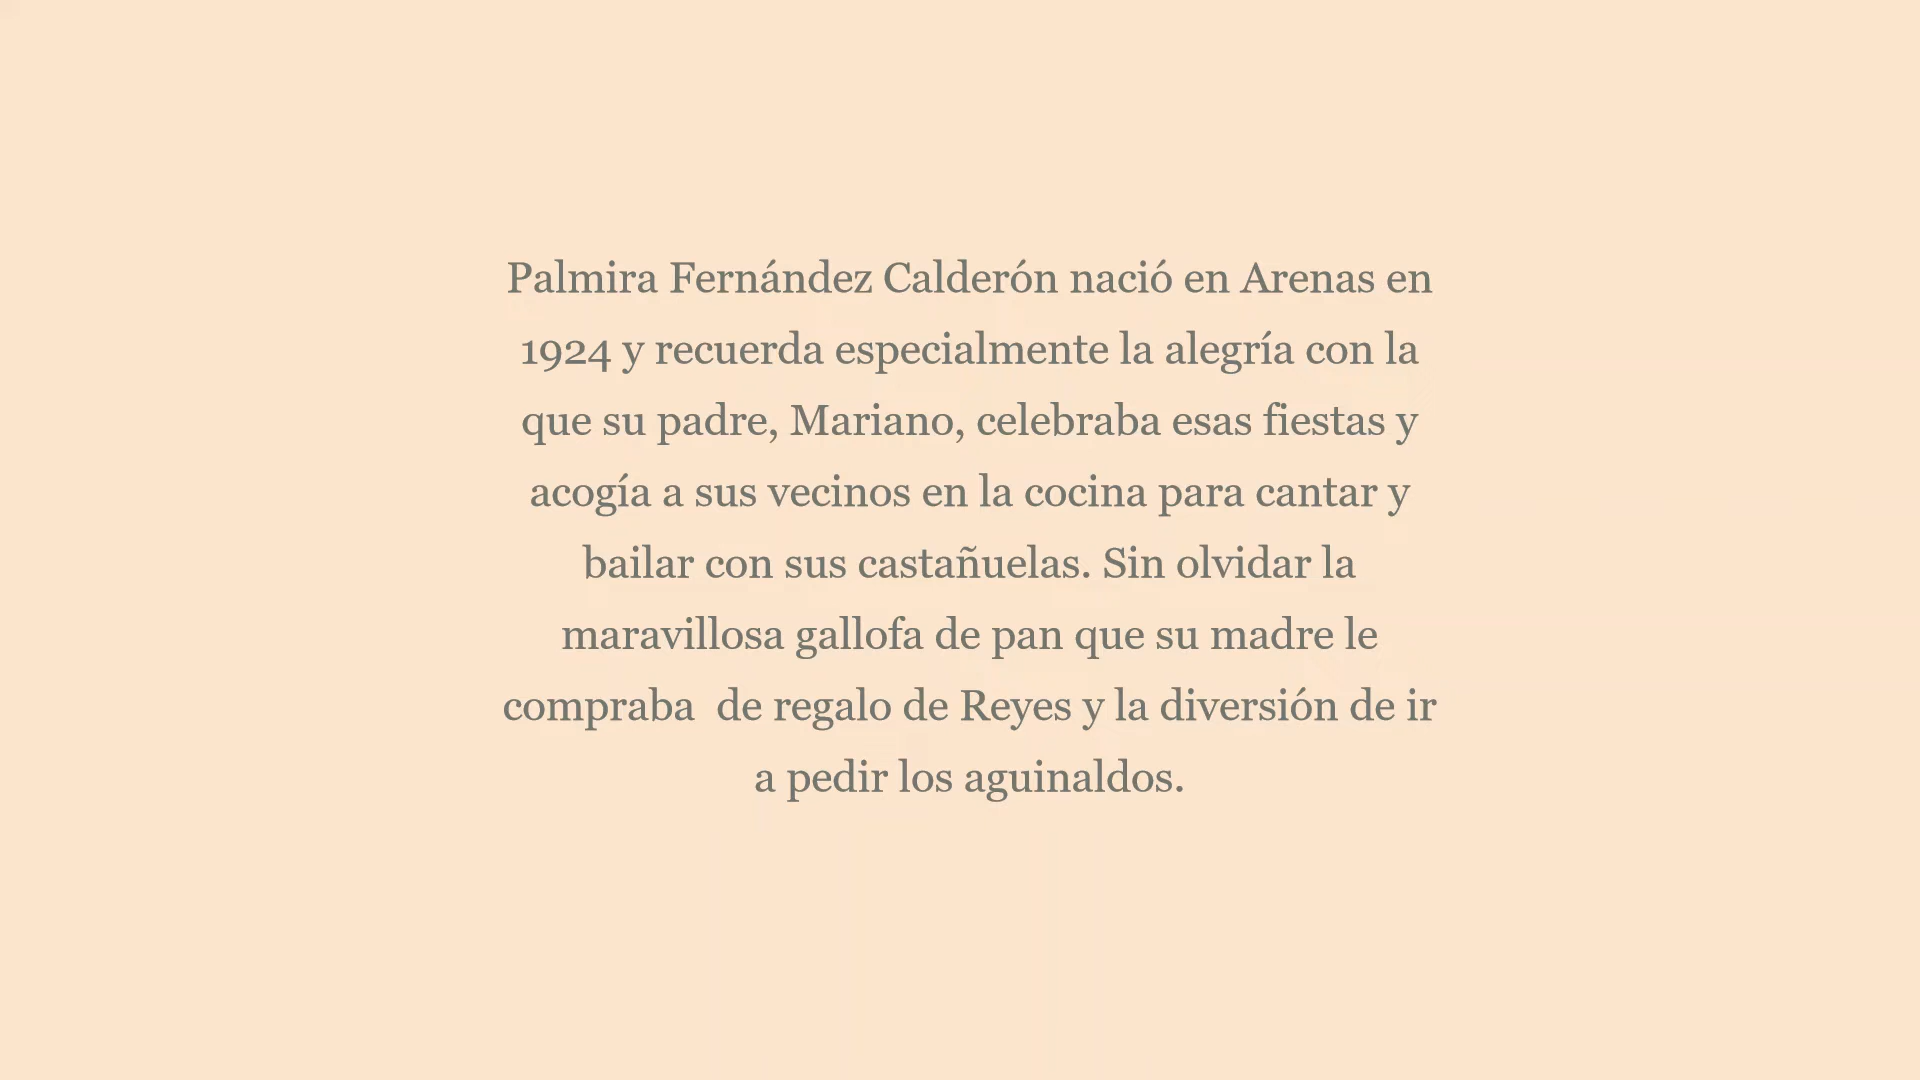 Palmira Fernández Calderón nació en Arenas en
1924 y recuerda especialmente la alegría con la
que su padre, Mariano, celebraba esas fiestas y
acogía a sus vecinos en la cocina para cantar y
bailar con sus castañuelas. Sin olvidar la
maravillosa gallofa de pan que su madre le
compraba  de regalo de Reyes y la diversión de ir
a pedir los aguinaldos.